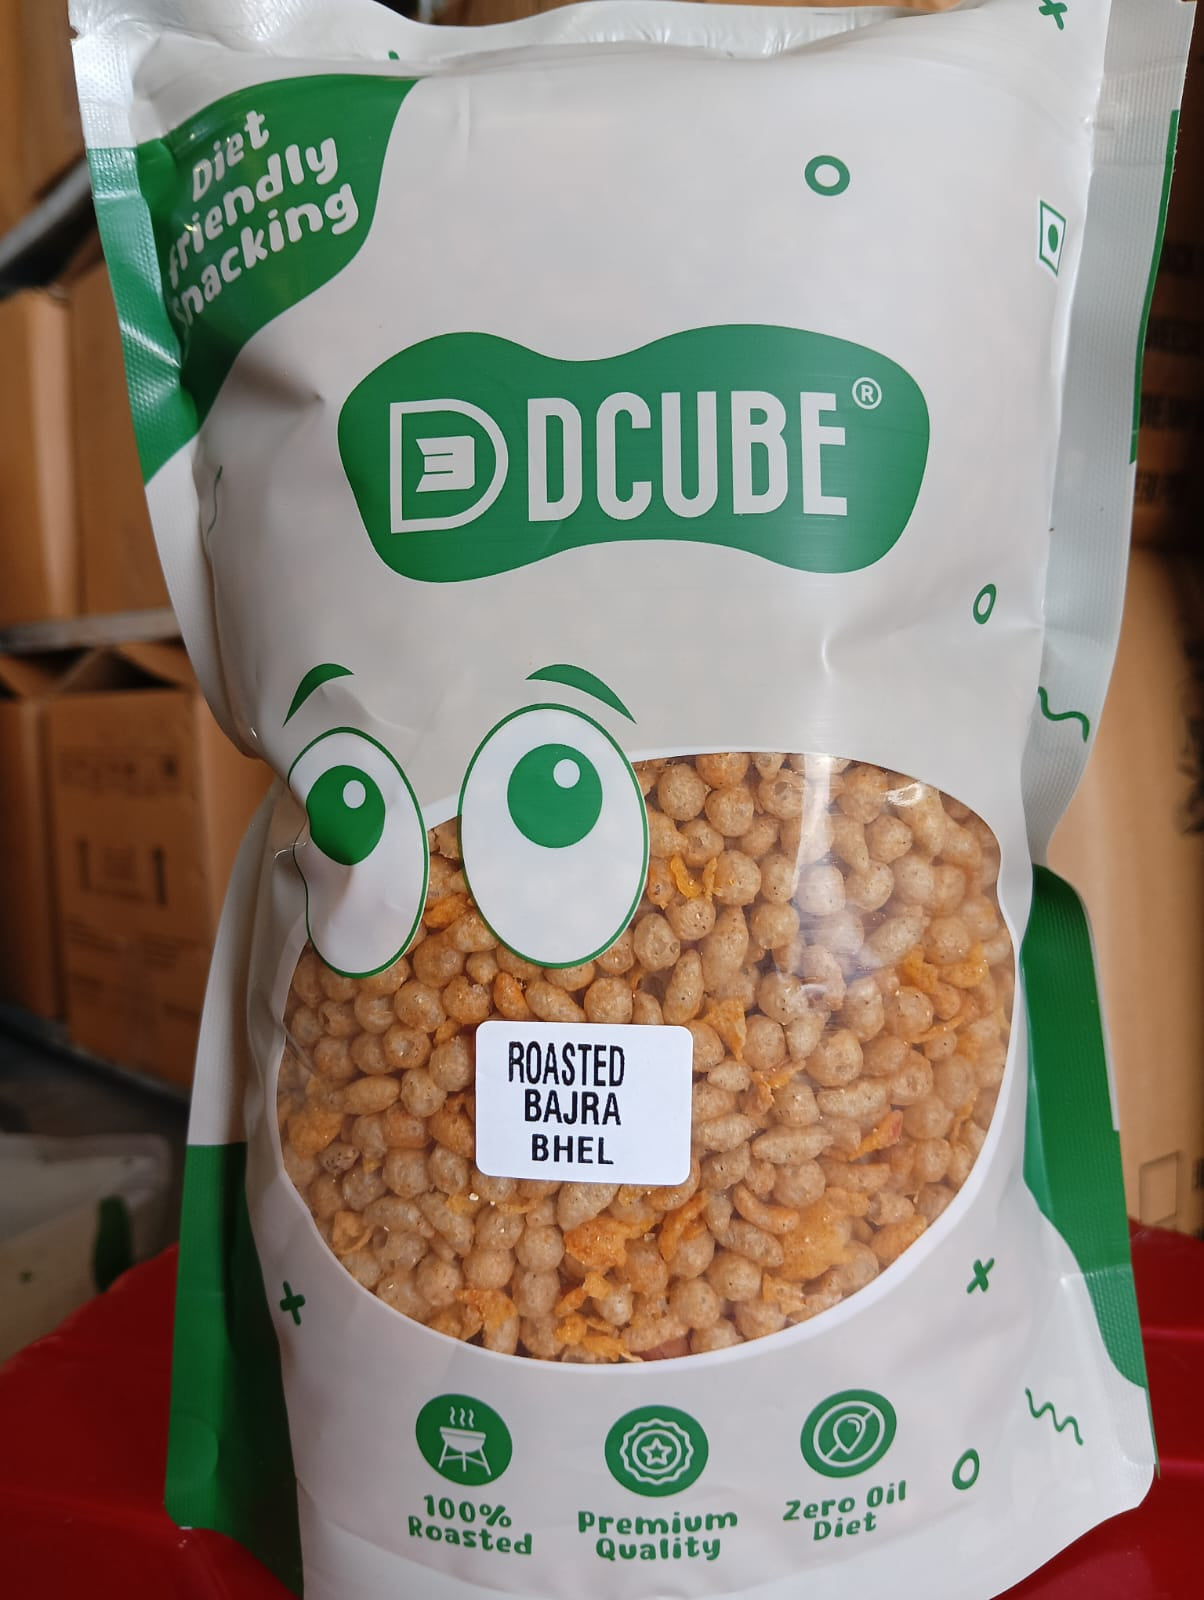 Diet
friendly
snacking
DCUBE®
ROASTED
BAJRA
BHEL
100%
Roasted
Premium
Quality
Zero Oil
Diet